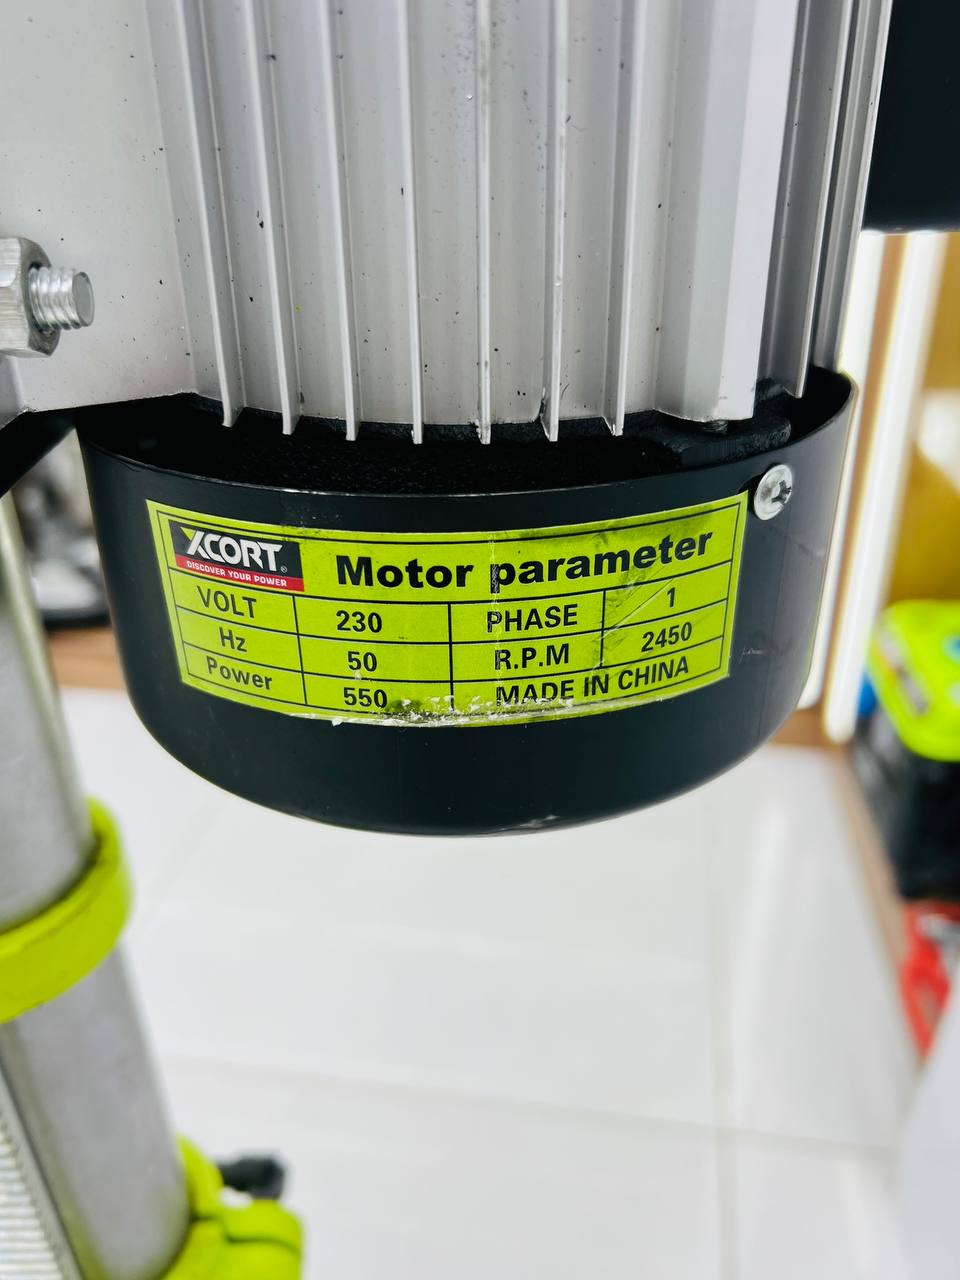 XCORT®
DISCOVER YOUR POWER
Motor parameter
VOLT 230 PHASE 1
Hz 50 R.P.M 2450
Power 550 MADE IN CHINA